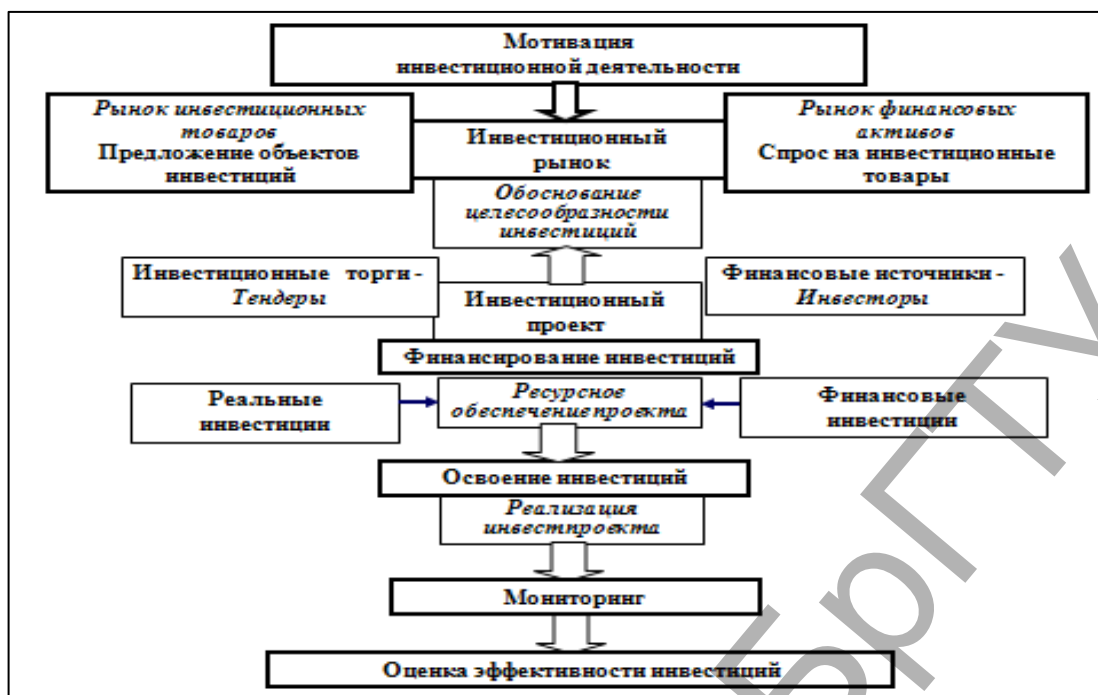 Мотивация
инвестиционной деятельности
Рынок инвестиционных
товаров
Предложение объектов
инвестиций
Инвестиционный
рынок
Рынок финансовых
активов
Спрос на инвестиционные
товары
Обоснование
целесообразности
инвестиций
Инвестиционные торги -
Тендеры
Инвестиционный
проект
Финансовые источники -
Инвесторы
Финансирование инвестиций
Реальные
инвестиции
Ресурсное
обеспечение проекта
Финансовые
инвестиции
Освоение инвестиций
Реализация
инвестпроекта
Мониторинг
Оценка эффективности инвестиций
БрГТУ